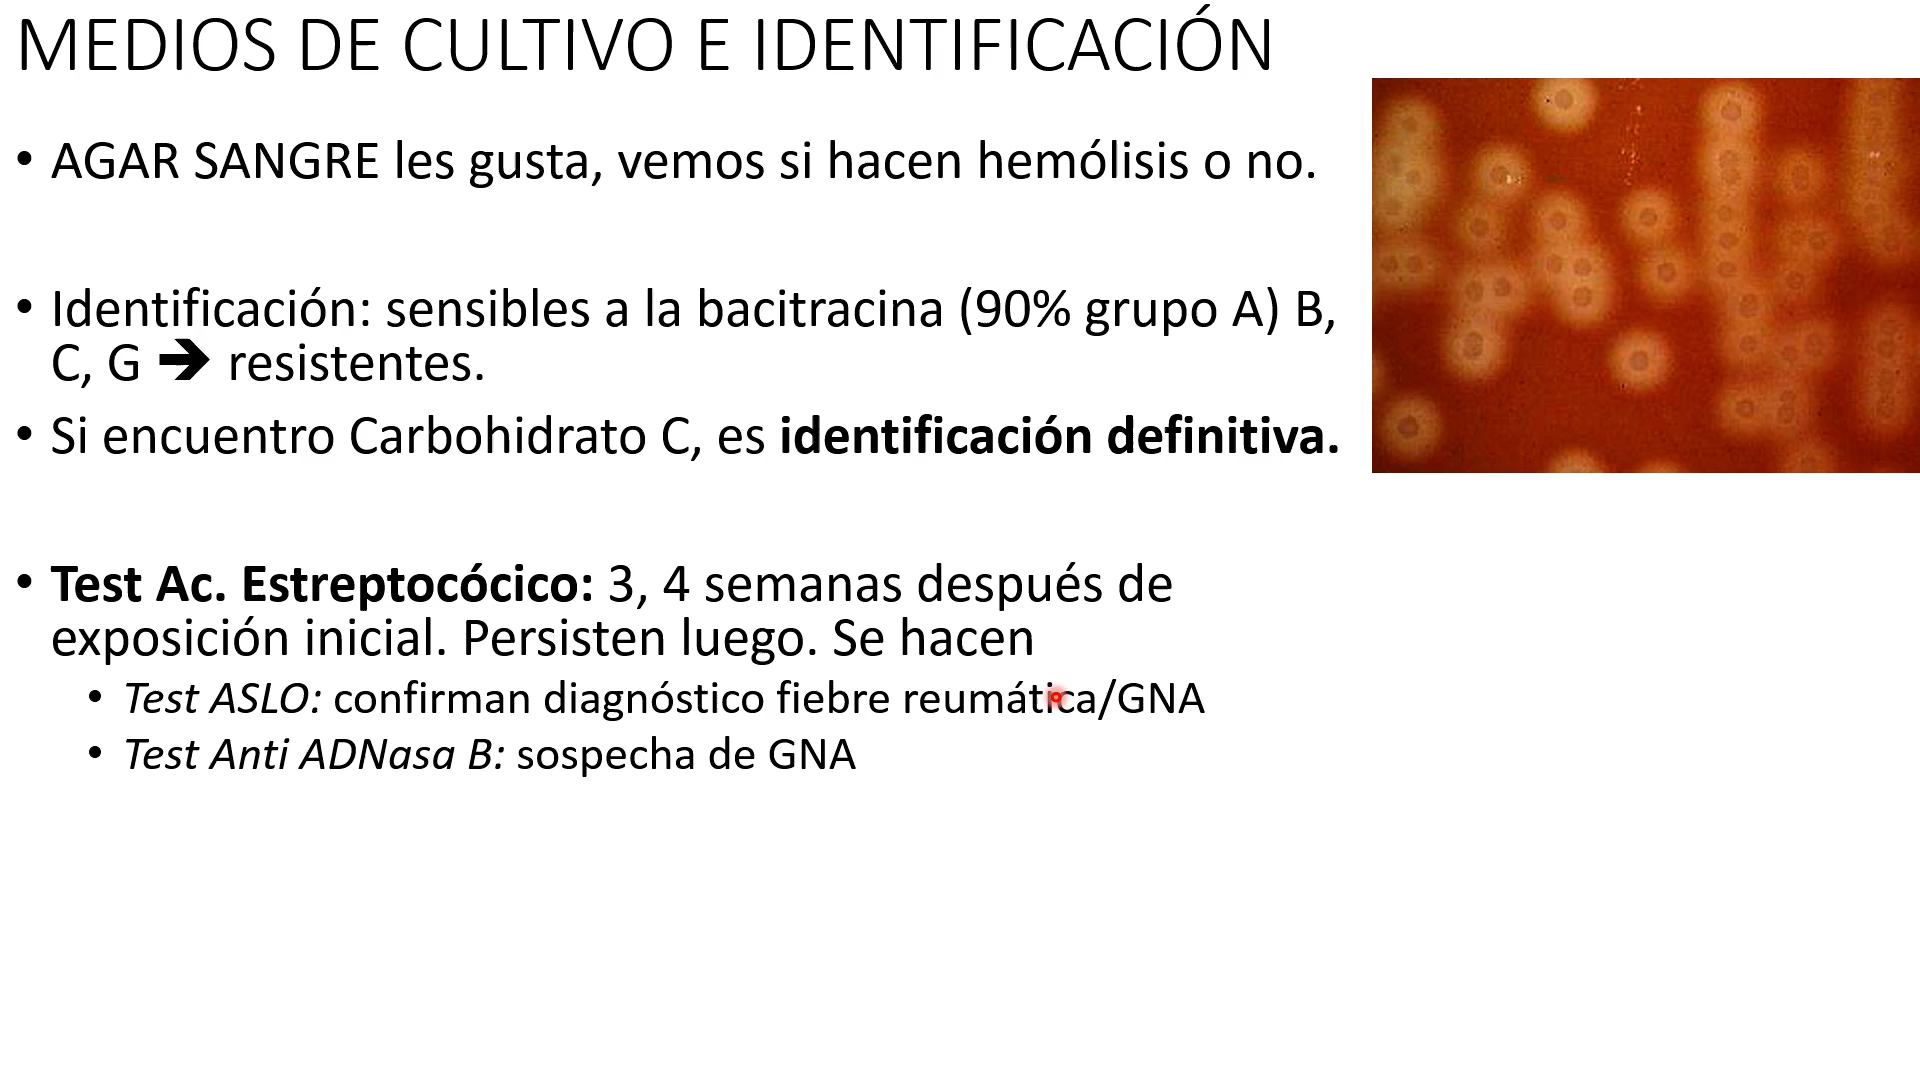 MEDIOS DE CULTIVO E IDENTIFICACIÓN
• AGAR SANGRE les gusta, vemos si hacen hemólisis o no.
• Identificación: sensibles a la bacitracina (90% grupo A) B,
C, G ➔ resistentes.
• Si encuentro Carbohidrato C, es identificación definitiva.
• Test Ac. Estreptocócico: 3, 4 semanas después de
exposición inicial. Persisten luego. Se hacen
• Test ASLO: confirman diagnóstico fiebre reumática/GNA
• Test Anti ADNasa B: sospecha de GNA